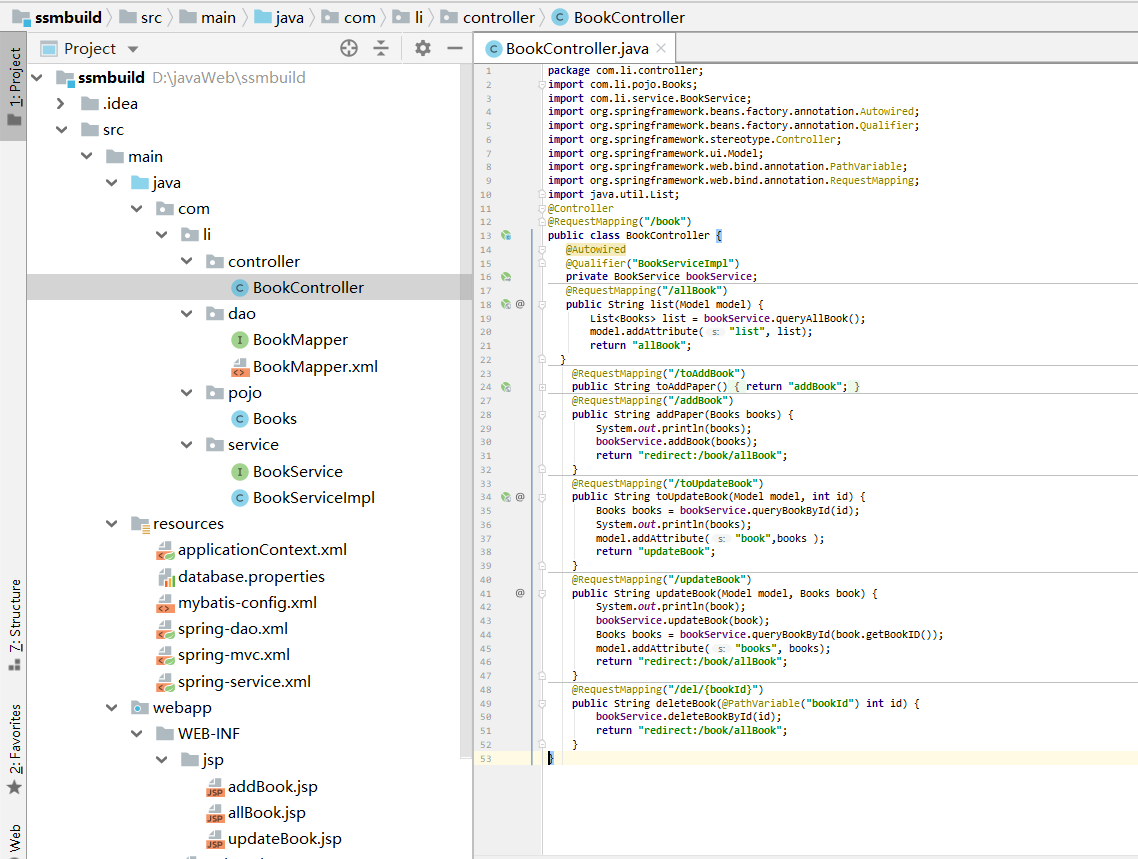 ssmbuild src main java com li controller BookController
1: Project
7: Structure
2: Favorites
Web
Project
ssmbuild D:\javaWeb\ssmbuild
.idea
src
main
java
com
li
controller
BookController
dao
BookMapper
BookMapper.xml
pojo
Books
service
BookService
BookServiceImpl
resources
applicationContext.xml
database.properties
mybatis-config.xml
spring-dao.xml
spring-mvc.xml
spring-service.xml
webapp
WEB-INF
jsp
addBook.jsp
allBook.jsp
updateBook.jsp
BookController.java
1 package com.li.controller;
2 import com.li.pojo.Books;
3 import com.li.service.BookService;
4 import org.springframework.beans.factory.annotation.Autowired;
5 import org.springframework.beans.factory.annotation.Qualifier;
6 import org.springframework.stereotype.Controller;
7 import org.springframework.ui.Model;
8 import org.springframework.web.bind.annotation.PathVariable;
9 import org.springframework.web.bind.annotation.RequestMapping;
10 import java.util.List;
11 @Controller
12 @RequestMapping("/book")
13 public class BookController {
14 @Autowired
15 @Qualifier("BookServiceImpl")
16 private BookService bookService;
17 @RequestMapping("/allBook")
18 @ public String list(Model model) {
19 List<Books> list = bookService.queryAllBook();
20 model.addAttribute( s: "list", list);
21 return "allBook";
22 }
23 @RequestMapping("/toAddBook")
24 public String toAddPaper() { return "addBook"; }
27 @RequestMapping("/addBook")
28 public String addPaper(Books books) {
29 System.out.println(books);
30 bookService.addBook(books);
31 return "redirect:/book/allBook";
32 }
33 @RequestMapping("/toUpdateBook")
34 @ public String toUpdateBook(Model model, int id) {
35 Books books = bookService.queryBookById(id);
36 System.out.println(books);
37 model.addAttribute( s: "book",books );
38 return "updateBook";
39 }
40 @RequestMapping("/updateBook")
41 @ public String updateBook(Model model, Books book) {
42 System.out.println(book);
43 bookService.updateBook(book);
44 Books books = bookService.queryBookById(book.getBookID());
45 model.addAttribute( s: "books", books);
46 return "redirect:/book/allBook";
47 }
48 @RequestMapping("/del/{bookId}")
49 public String deleteBook(@PathVariable("bookId") int id) {
50 bookService.deleteBookById(id);
51 return "redirect:/book/allBook";
52 }
53 }